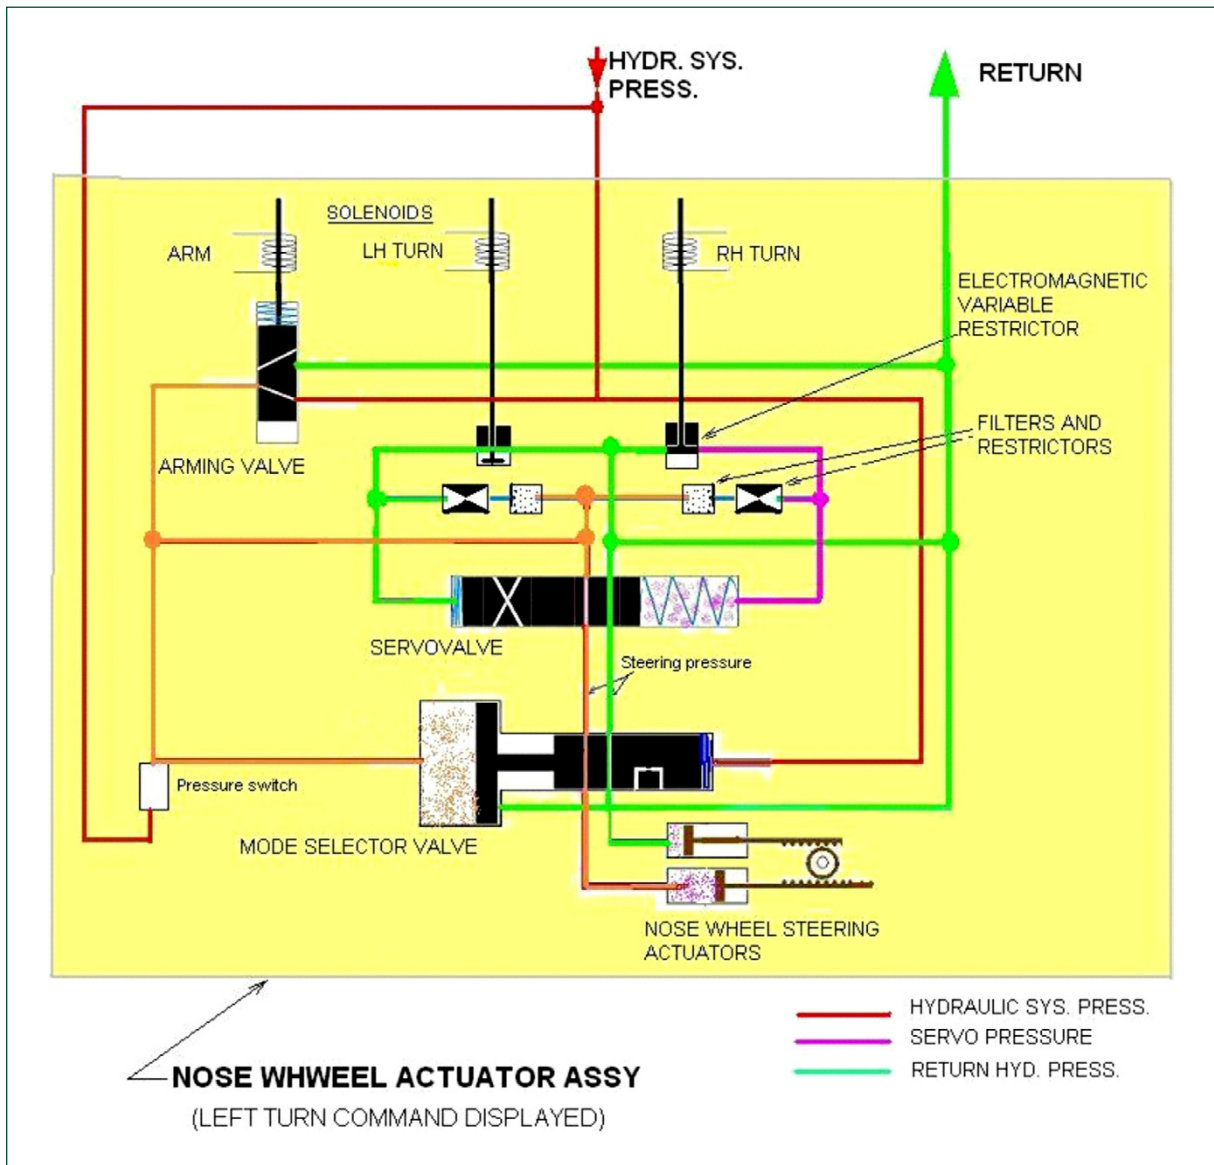 HYDR. SYS.
PRESS.
RETURN
SOLENOIDS
ARM
LH TURN
RH TURN
ELECTROMAGNETIC
VARIABLE
RESTRICTOR
FILTERS AND
RESTRICTORS
ARMING VALVE
SERVOVALVE
Steering pressure
Pressure switch
MODE SELECTOR VALVE
NOSE WHEEL STEERING
ACTUATORS
HYDRAULIC SYS. PRESS.
SERVO PRESSURE
RETURN HYD. PRESS.
NOSE WHWEEL ACTUATOR ASSY
(LEFT TURN COMMAND DISPLAYED)